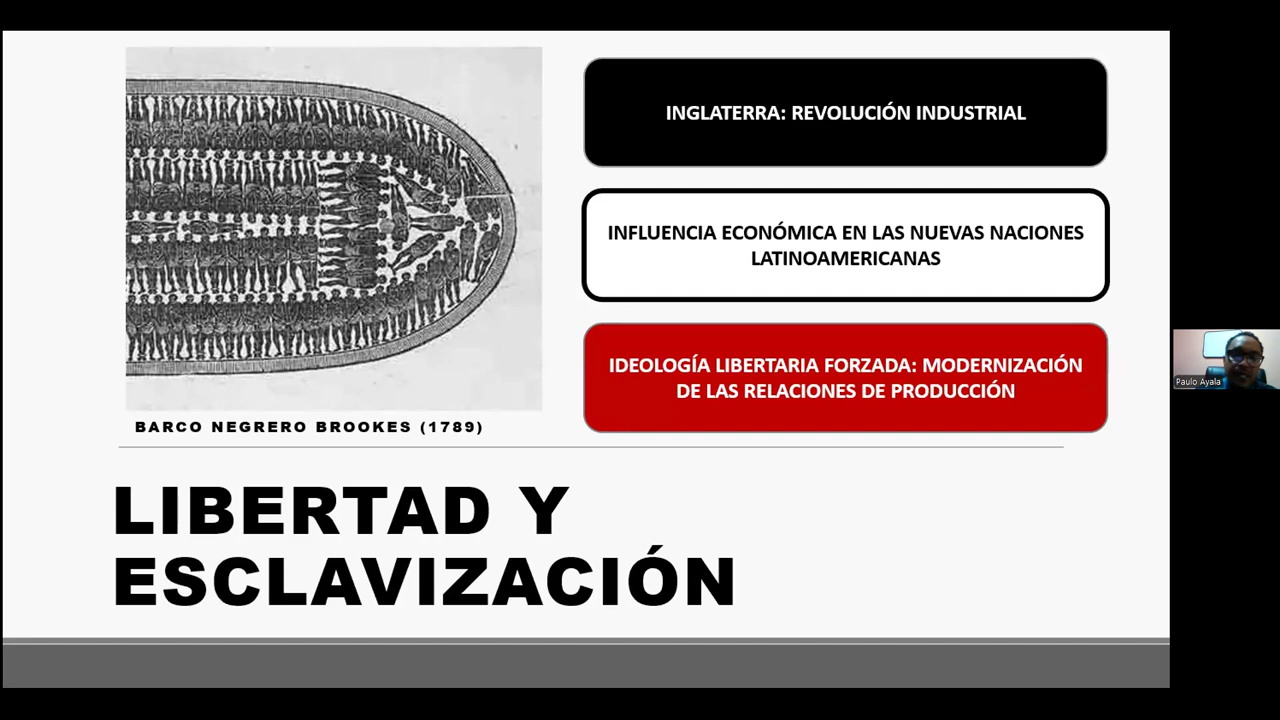 INGLATERRA: REVOLUCIÓN INDUSTRIAL
INFLUENCIA ECONÓMICA EN LAS NUEVAS NACIONES
LATINOAMERICANAS
IDEOLOGÍA LIBERTARIA FORZADA: MODERNIZACIÓN
DE LAS RELACIONES DE PRODUCCIÓN
BARCO NEGRERO BROOKES (1789)
LIBERTAD Y
ESCLAVIZACIÓN
Paulo Ayala